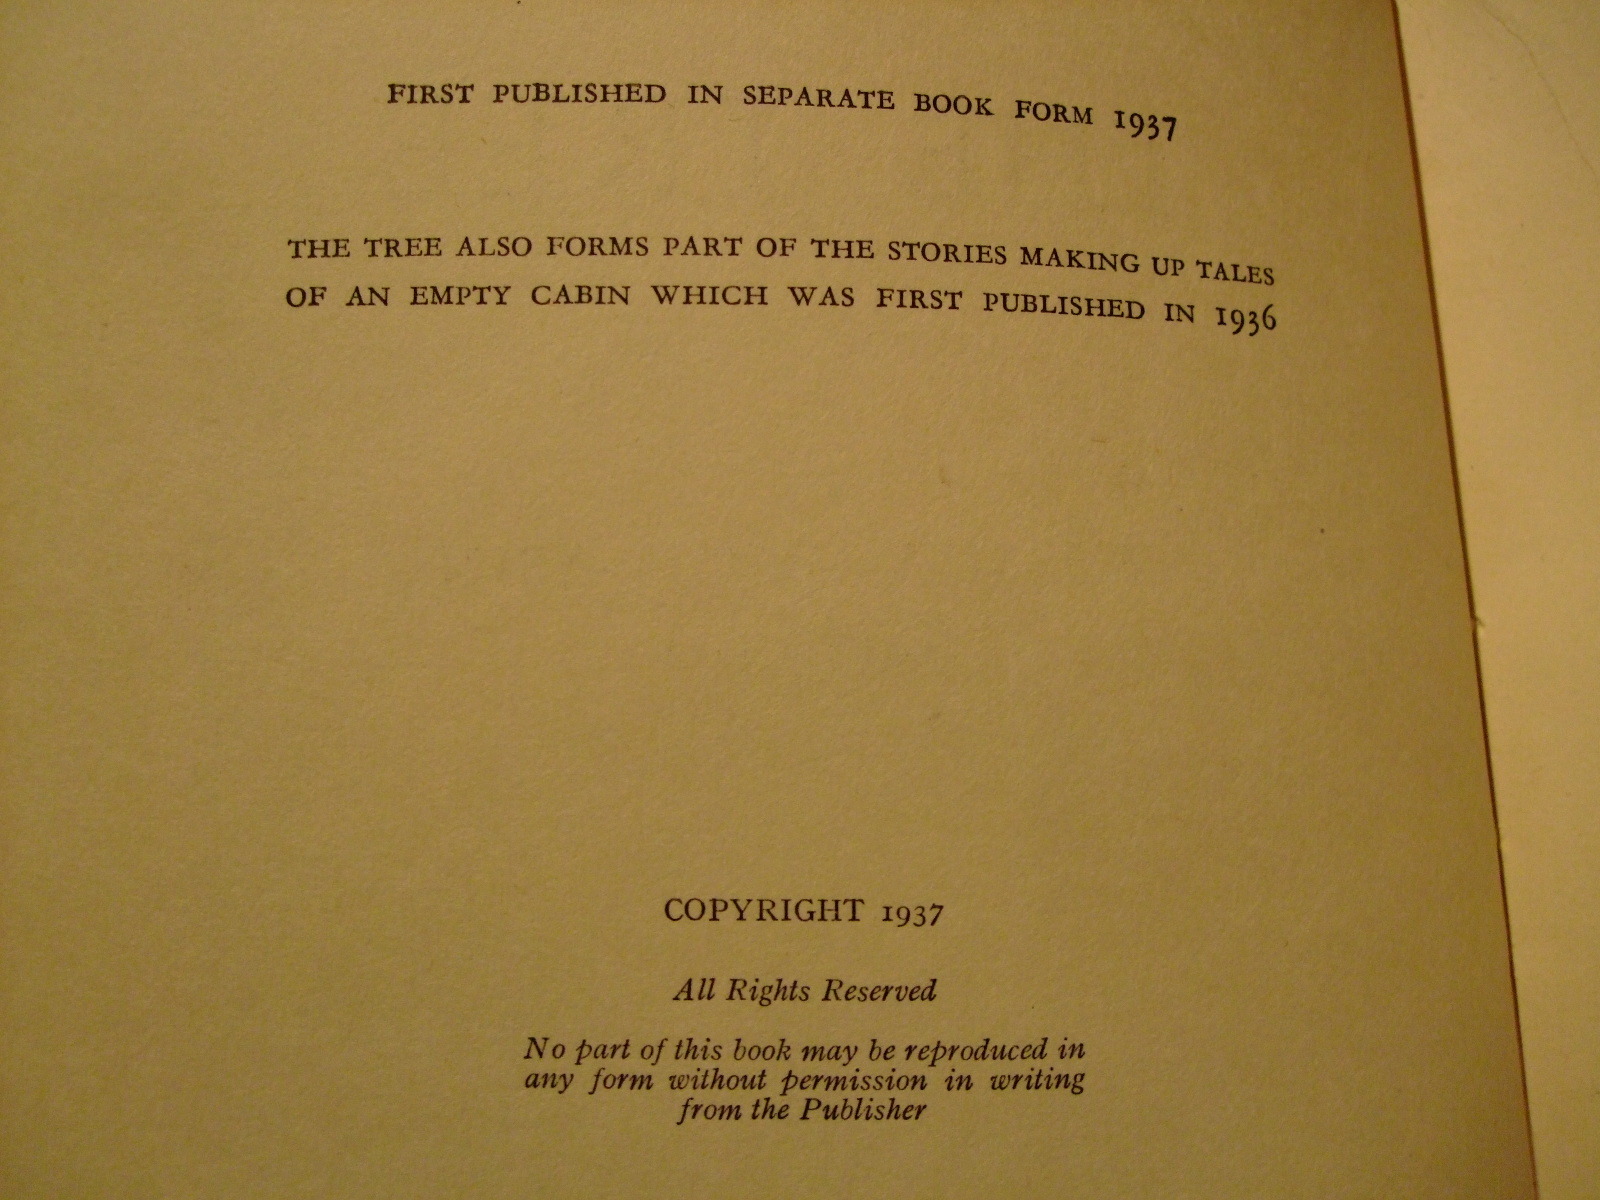 FIRST PUBLISHED IN SEPARATE BOOK FORM 1937
THE TREE ALSO FORMS PART OF THE STORIES MAKING UP TALES
OF AN EMPTY CABIN WHICH WAS FIRST PUBLISHED IN 1936
COPYRIGHT 1937
All Rights Reserved
No part of this book may be reproduced in
any form without permission in writing
from the Publisher